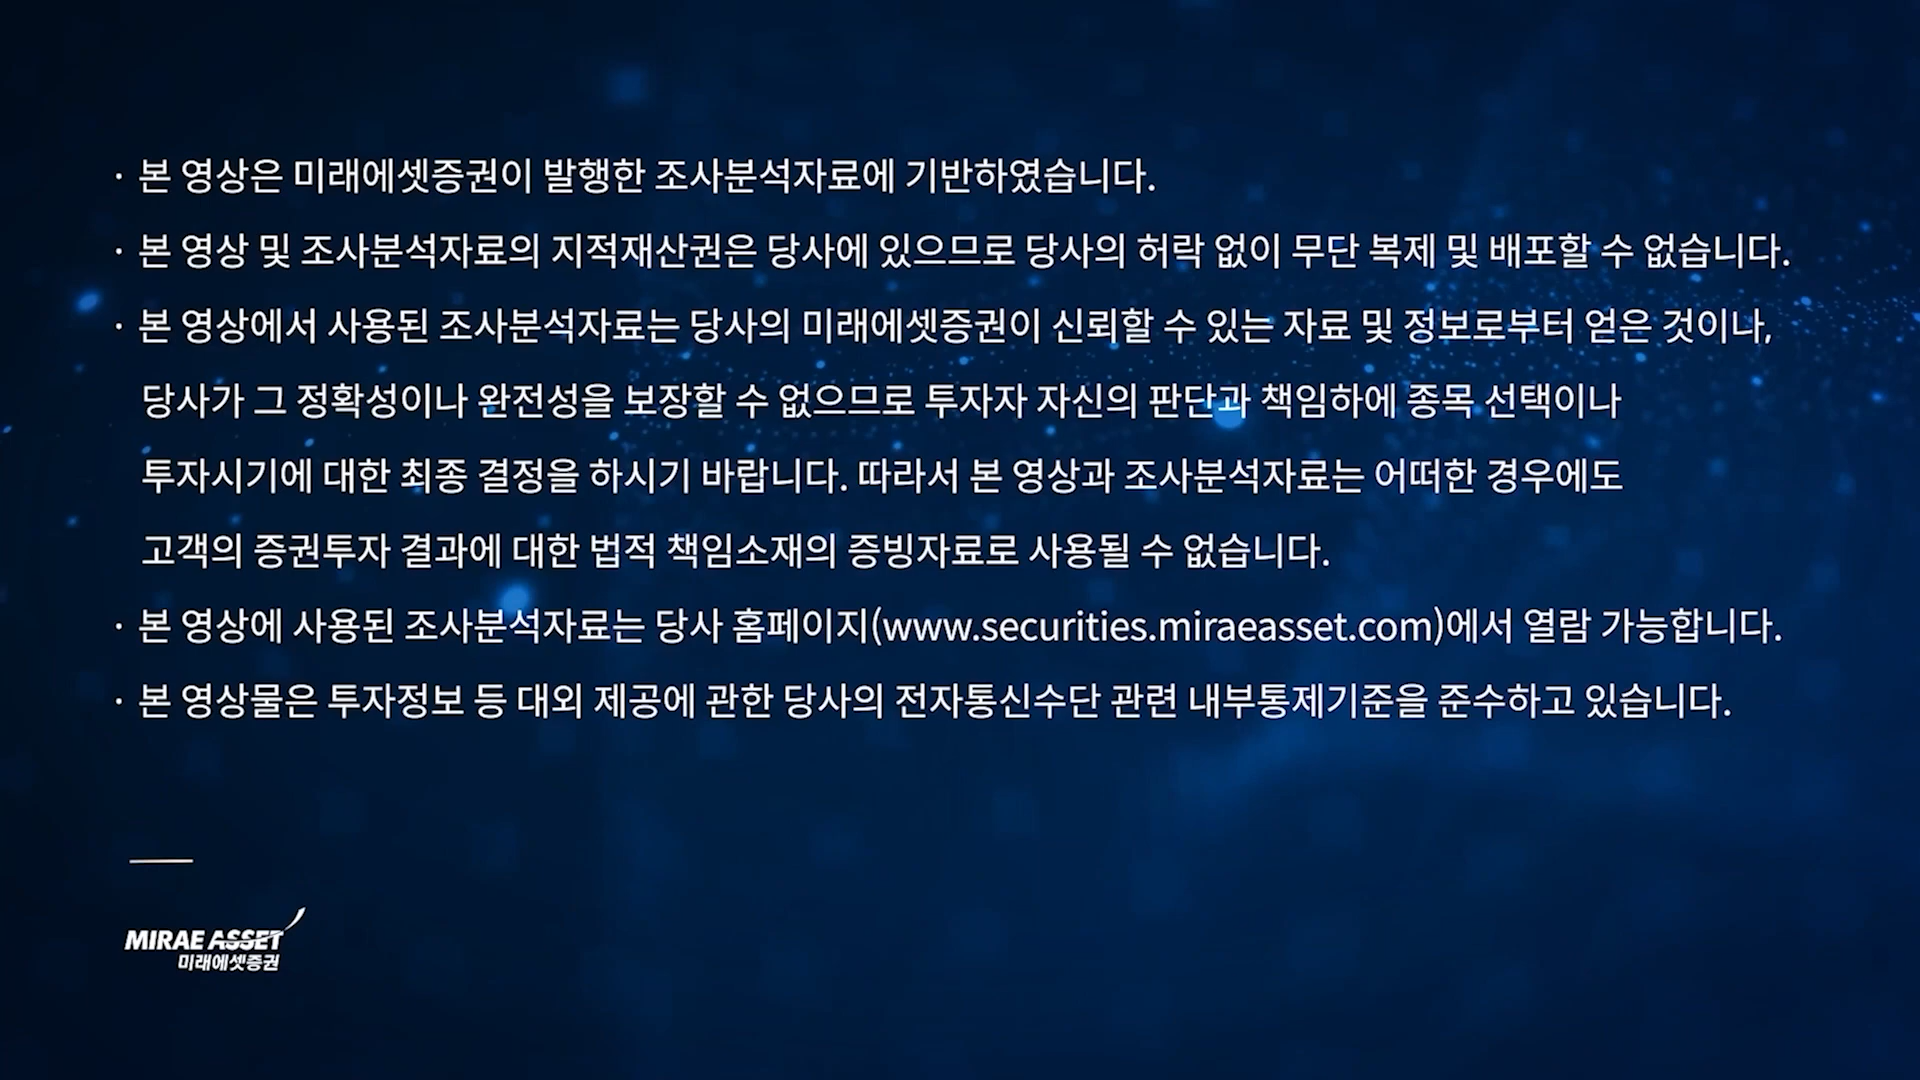 · 본 영상은 미래에셋증권이 발행한 조사분석자료에 기반하였습니다.
· 본 영상 및 조사분석자료의 지적재산권은 당사에 있으므로 당사의 허락 없이 무단 복제 및 배포할 수 없습니다.
· 본 영상에서 사용된 조사분석자료는 당사의 미래에셋증권이 신뢰할 수 있는 자료 및 정보로부터 얻은 것이나,
당사가 그 정확성이나 완전성을 보장할 수 없으므로 투자자 자신의 판단과 책임하에 종목 선택이나
투자시기에 대한 최종 결정을 하시기 바랍니다. 따라서 본 영상과 조사분석자료는 어떠한 경우에도
고객의 증권투자 결과에 대한 법적 책임소재의 증빙자료로 사용될 수 없습니다.
· 본 영상에 사용된 조사분석자료는 당사 홈페이지(www.securities.miraeasset.com)에서 열람 가능합니다.
· 본 영상물은 투자정보 등 대외 제공에 관한 당사의 전자통신수단 관련 내부통제기준을 준수하고 있습니다.
MIRAE ASSET
미래에셋증권